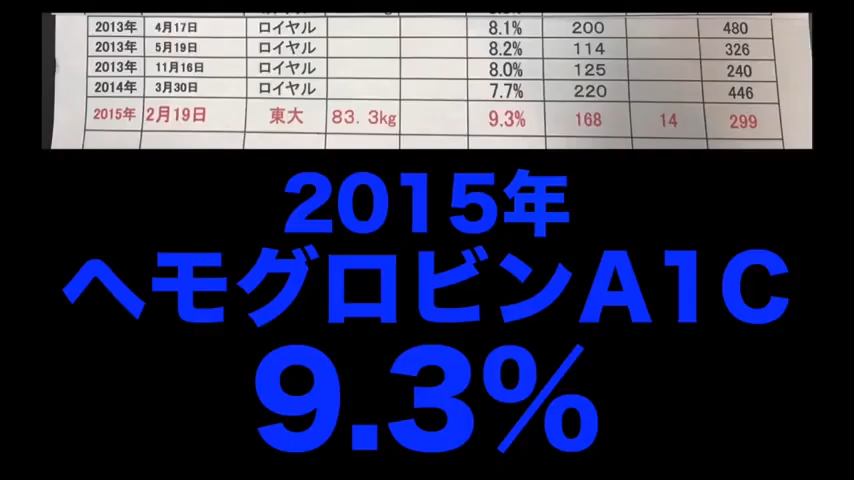 2013年 4月17日 ロイヤル 8.1% 200 480
2013年 5月19日 ロイヤル 8.2% 114 326
2013年 11月16日 ロイヤル 8.0% 125 240
2014年 3月30日 ロイヤル 7.7% 220 446
2015年 2月19日 東大 83.3kg 9.3% 168 14 299
2015年
ヘモグロビンA1C
9.3%